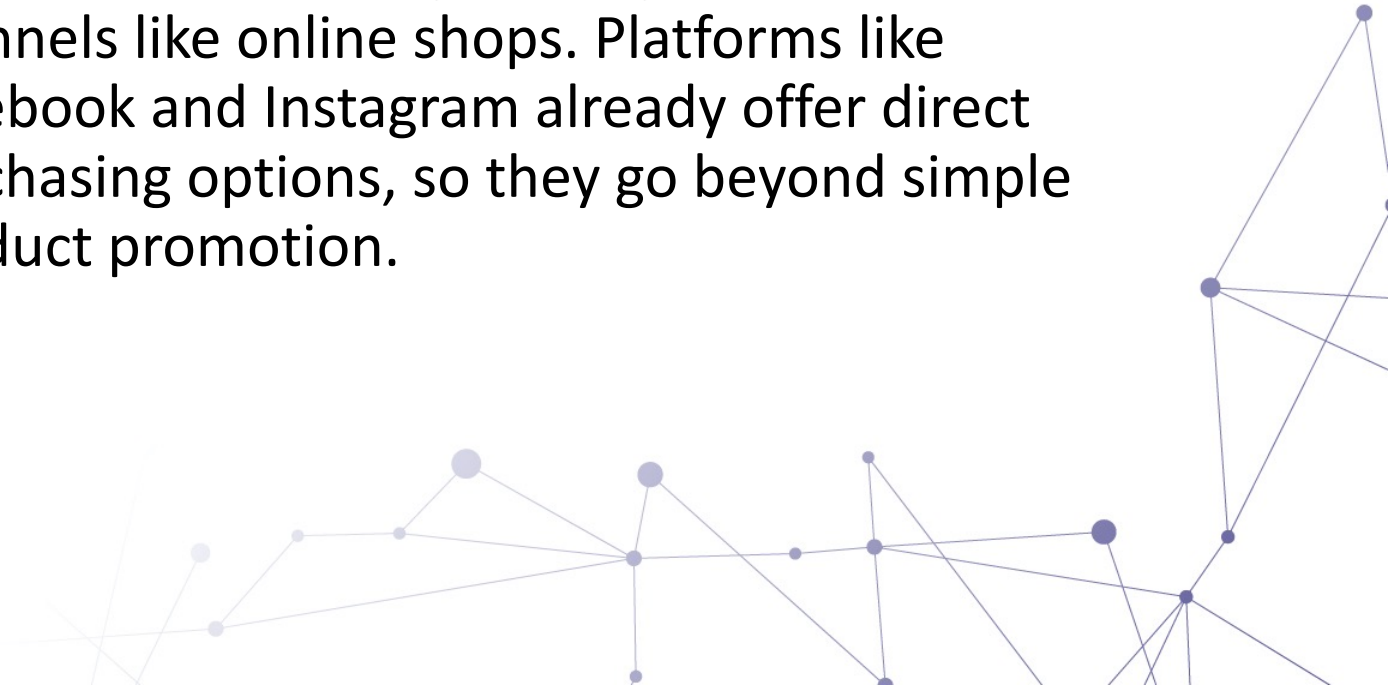 nnels like online shops. Platforms like
ebook and Instagram already offer direct
chasing options, so they go beyond simple
duct promotion.